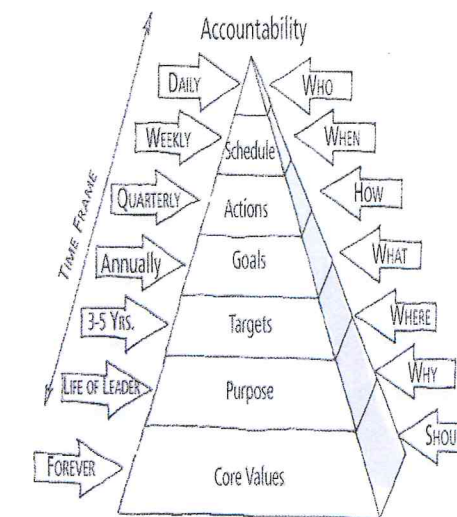 Accountability
DAILY
WHO
WEEKLY
Schedule
WHEN
QUARTERLY
Actions
HOW
Annually
Goals
WHAT
3-5 YRS.
Targets
WHERE
LIFE OF LEADER
Purpose
WHY
FOREVER
Core Values
SHOU
TIME FRAME